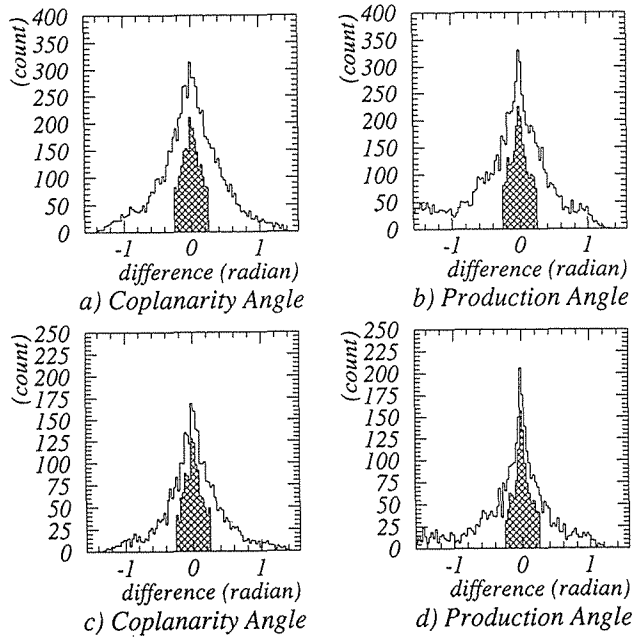 400
350
300
250
200
150
100
50
0
(count)
-1 0 1
difference (radian)
a) Coplanarity Angle
400
350
300
250
200
150
100
50
0
(count)
-1 0 1
difference (radian)
b) Production Angle
250
225
200
175
150
125
100
75
50
25
0
(count)
-1 0 1
difference (radian)
c) Coplanarity Angle
250
225
200
175
150
125
100
75
50
25
0
(count)
-1 0 1
difference (radian)
d) Production Angle